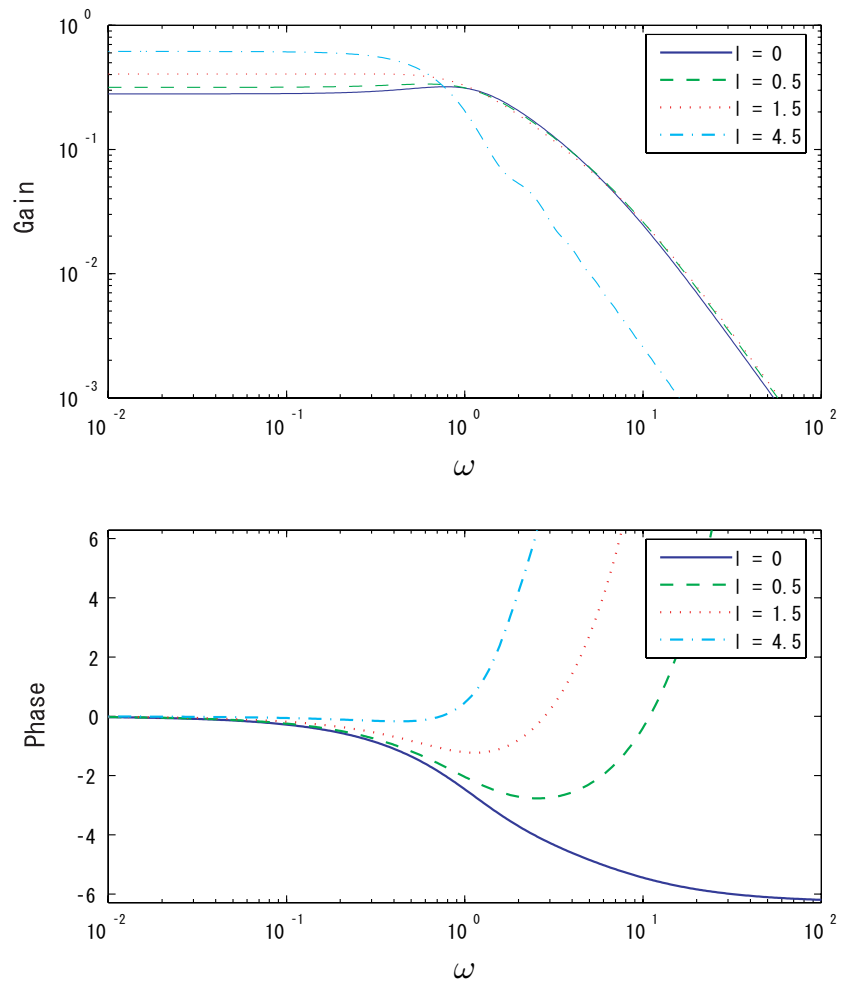 10^0
10^-1
10^-2
10^-3
Gain
l = 0
l = 0.5
l = 1.5
l = 4.5
10^-2
10^-1
10^0
10^1
10^2
ω
6
4
2
0
-2
-4
-6
Phase
l = 0
l = 0.5
l = 1.5
l = 4.5
10^-2
10^-1
10^0
10^1
10^2
ω